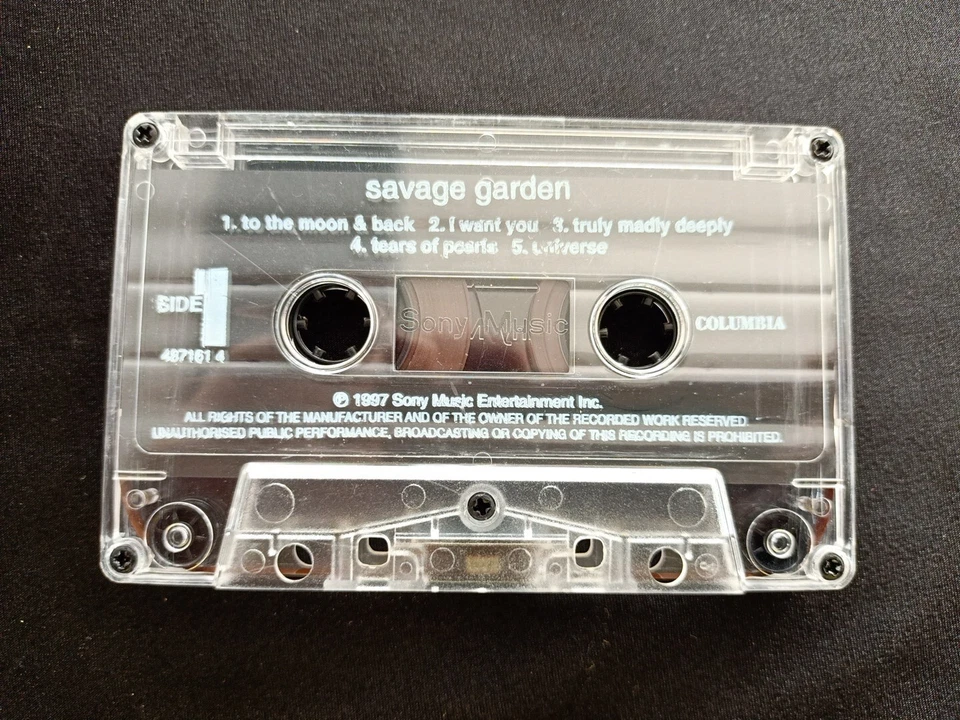 savage garden
1. to the moon & back 2. I want you 3. truly madly deeply
4. tears of pearls 5. universe
SIDE
Sony Music
COLUMBIA
487161 4
℗ 1997 Sony Music Entertainment Inc.
ALL RIGHTS OF THE MANUFACTURER AND OF THE OWNER OF THE RECORDED WORK RESERVED
UNAUTHORISED PUBLIC PERFORMANCE, BROADCASTING OR COPYING OF THIS RECORDING IS PROHIBITED.